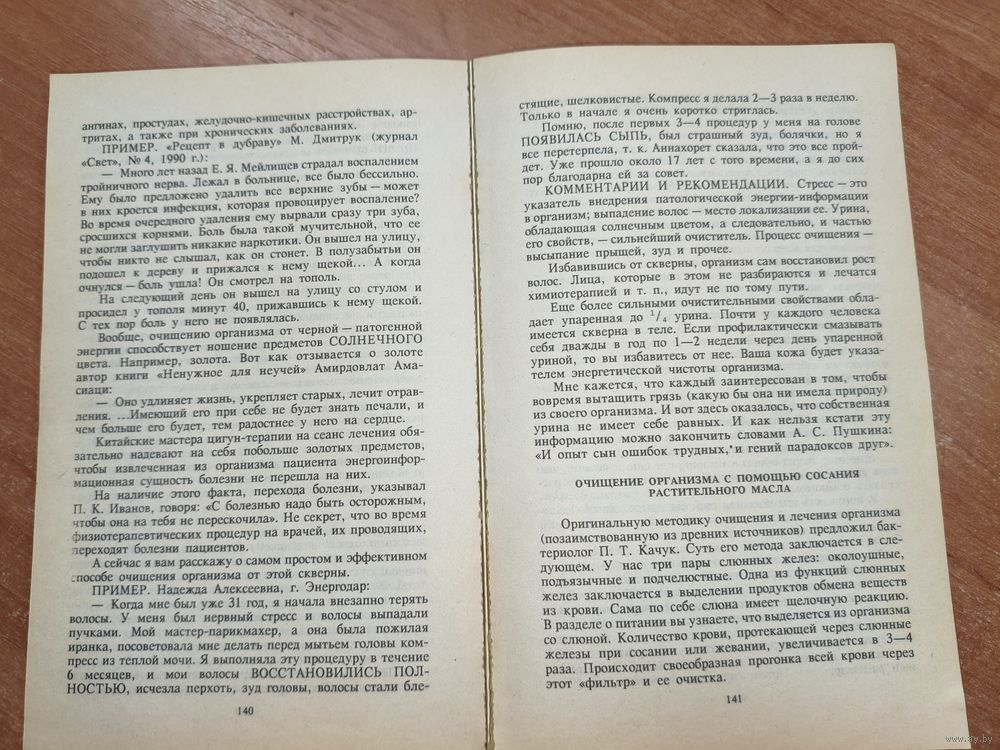 ангинах, простудах, желудочно-кишечных расстройствах, ар-
тритах, а также при хронических заболеваниях.
ПРИМЕР. «Рецепт в дубраву» М. Дмитрук (журнал
«Свет», № 4, 1990 г.):
— Много лет назад Е. Я. Мейлищев страдал воспалением
тройничного нерва. Лежал в больнице, все было бессильно.
Ему было предложено удалить все верхние зубы — может
в них кроется инфекция, которая провоцирует воспаление?
Во время очередного удаления ему вырвали сразу три зуба,
сросшихся корнями. Боль была такой мучительной, что ее
не могли заглушить никакие наркотики. Он вышел на улицу,
чтобы никто не слышал, как он стонет. В полузабытьи он
подошел к дереву и прижался к нему щекой... А когда
очнулся — боль ушла! Он смотрел на тополь.
На следующий день он вышел на улицу со стулом и
просидел у тополя минут 40, прижавшись к нему щекой.
С тех пор боль у него не появлялась.
Вообще, очищению организма от черной — патогенной
энергии способствует ношение предметов СОЛНЕЧНОГО
цвета. Например, золота. Вот как отзывается о золоте
автор книги «Ненужное для неучей» Амирдовлат Ама-
сиаци:
— Оно удлиняет жизнь, укрепляет старых, лечит отрав-
ления. ...Имеющий его при себе не будет знать печали, и
чем больше его будет, тем радостнее у него на сердце.
Китайские мастера цигун-терапии на сеанс лечения обя-
зательно надевают на себя побольше золотых предметов,
чтобы извлеченная из организма пациента энергоинфор-
мационная сущность болезни не перешла на них.
На наличие этого факта, перехода болезни, указывал
П. К. Иванов, говоря: «С болезнью надо быть осторожным,
чтобы она на тебя не перескочила». Не секрет, что во время
физиотерапевтических процедур на врачей, их проводящих,
переходят болезни пациентов.
А сейчас я вам расскажу о самом простом и эффективном
способе очищения организма от этой скверны.
ПРИМЕР. Надежда Алексеевна, г. Энергодар:
— Когда мне был уже 31 год, я начала внезапно терять
волосы. У меня был нервный стресс и волосы выпадали
пучками. Мой мастер-парикмахер, а она была пожилая
иранка, посоветовала мне делать перед мытьем головы ком-
пресс из теплой мочи. Я выполняла эту процедуру в течение
6 месяцев, и мои волосы ВОССТАНОВИЛИСЬ ПОЛ-
НОСТЬЮ, исчезла перхоть, зуд головы, волосы стали бле-
140
стящие, шелковистые. Компресс я делала 2—3 раза в неделю.
Только в начале я очень коротко стриглась.
Помню, после первых 3—4 процедур у меня на голове
ПОЯВИЛАСЬ СЫПЬ, был страшный зуд, болячки, но я
все перетерпела, т. к. Аннахорет сказала, что это все прой-
дет. Уже прошло около 17 лет с того времени, а я до сих
пор благодарна ей за совет.
КОММЕНТАРИИ И РЕКОМЕНДАЦИИ. Стресс — это
указатель внедрения патологической энергии-информации
в организм; выпадение волос — место локализации ее. Урина,
обладающая солнечным цветом, а следовательно, и частью
его свойств, — сильнейший очиститель. Процесс очищения —
высыпание прыщей, зуд и прочее.
Избавившись от скверны, организм сам восстановил рост
волос. Лица, которые в этом не разбираются и лечатся
химиотерапией и т. п., идут не по тому пути.
Еще более сильными очистительными свойствами обла-
дает упаренная до 1/4 урина. Почти у каждого человека
имеется скверна в теле. Если профилактически смазывать
себя дважды в год по 1—2 недели через день упаренной
уриной, то вы избавитесь от нее. Ваша кожа будет указа-
телем энергетической чистоты организма.
Мне кажется, что каждый заинтересован в том, чтобы
вовремя вытащить грязь (какую бы она ни имела природу)
из своего организма. И вот здесь оказалось, что собственная
урина не имеет себе равных. И как нельзя кстати эту
информацию можно закончить словами А. С. Пушкина:
«И опыт сын ошибок трудных, и гений парадоксов друг».
ОЧИЩЕНИЕ ОРГАНИЗМА С ПОМОЩЬЮ СОСАНИЯ
РАСТИТЕЛЬНОГО МАСЛА
Оригинальную методику очищения и лечения организма
(позаимствованную из древних источников) предложил бак-
териолог П. Т. Качук. Суть его метода заключается в сле-
дующем. У нас три пары слюнных желез: околоушные,
подъязычные и подчелюстные. Одна из функций слюнных
желез заключается в выделении продуктов обмена веществ
из крови. Сама по себе слюна имеет щелочную реакцию.
В разделе о питании вы узнаете, что выделяется из организма
со слюной. Количество крови, протекающей через слюнные
железы при сосании или жевании, увеличивается в 3—4
раза. Происходит своеобразная прогонка всей крови через
этот «фильтр» и ее очистка.
141
www.ay.by